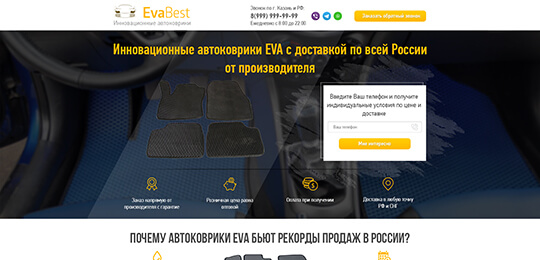 EvaBest
Инновационные автоковрики
Звонок по г. Казань и РФ:
8(999) 999-99-99
Ежедневно с 8:00 до 22:00
Заказать обратный звонок
Инновационные автоковрики EVA с доставкой по всей России
от производителя
Введите Ваш телефон и получите
индивидуальные условия по цене и
доставке
Ваш телефон
Мне интересно
Заказ напрямую от
производителя с гарантией
Розничная цена равна
оптовой
Оплата при получении
Доставка в любую точку
РФ и СНГ
ПОЧЕМУ АВТОКОВРИКИ EVA БЬЮТ РЕКОРДЫ ПРОДАЖ В РОССИИ?